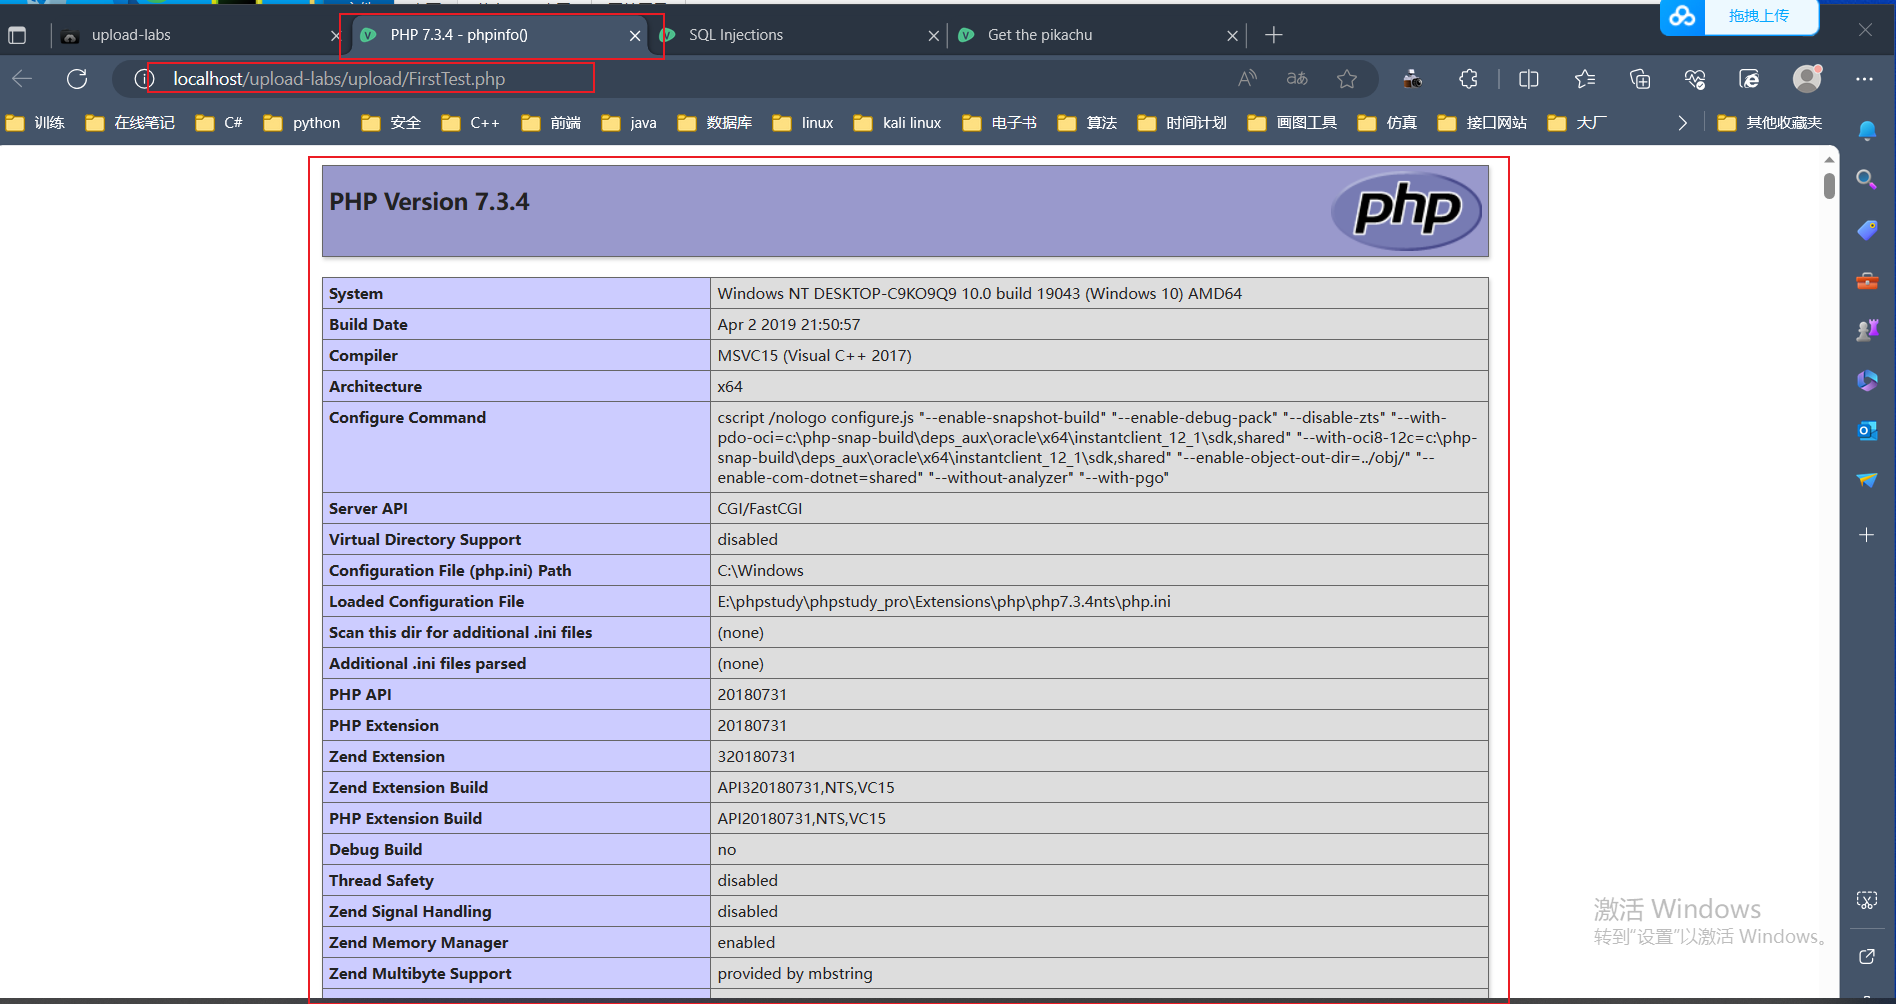 upload-labs
PHP 7.3.4 - phpinfo()
SQL Injections
Get the pikachu
拖拽上传
localhost/upload-labs/upload/FirstTest.php
A
aあ
训练
在线笔记
C#
python
安全
C++
前端
java
数据库
linux
kali linux
电子书
算法
时间计划
画图工具
仿真
接口网站
大厂
其他收藏夹
PHP Version 7.3.4
php
System Windows NT DESKTOP-C9KO9Q9 10.0 build 19043 (Windows 10) AMD64
Build Date Apr 2 2019 21:50:57
Compiler MSVC15 (Visual C++ 2017)
Architecture x64
Configure Command cscript /nologo configure.js "--enable-snapshot-build" "--enable-debug-pack" "--disable-zts" "--with-
pdo-oci=c:\php-snap-build\deps_aux\oracle\x64\instantclient_12_1\sdk,shared" "--with-oci8-12c=c:\php-
snap-build\deps_aux\oracle\x64\instantclient_12_1\sdk,shared" "--enable-object-out-dir=../obj/" "--
enable-com-dotnet=shared" "--without-analyzer" "--with-pgo"
Server API CGI/FastCGI
Virtual Directory Support disabled
Configuration File (php.ini) Path C:\Windows
Loaded Configuration File E:\phpstudy\phpstudy_pro\Extensions\php\php7.3.4nts\php.ini
Scan this dir for additional .ini files (none)
Additional .ini files parsed (none)
PHP API 20180731
PHP Extension 20180731
Zend Extension 320180731
Zend Extension Build API320180731,NTS,VC15
PHP Extension Build API20180731,NTS,VC15
Debug Build no
Thread Safety disabled
Zend Signal Handling disabled
Zend Memory Manager enabled
Zend Multibyte Support provided by mbstring
激活 Windows
转到“设置”以激活 Windows。